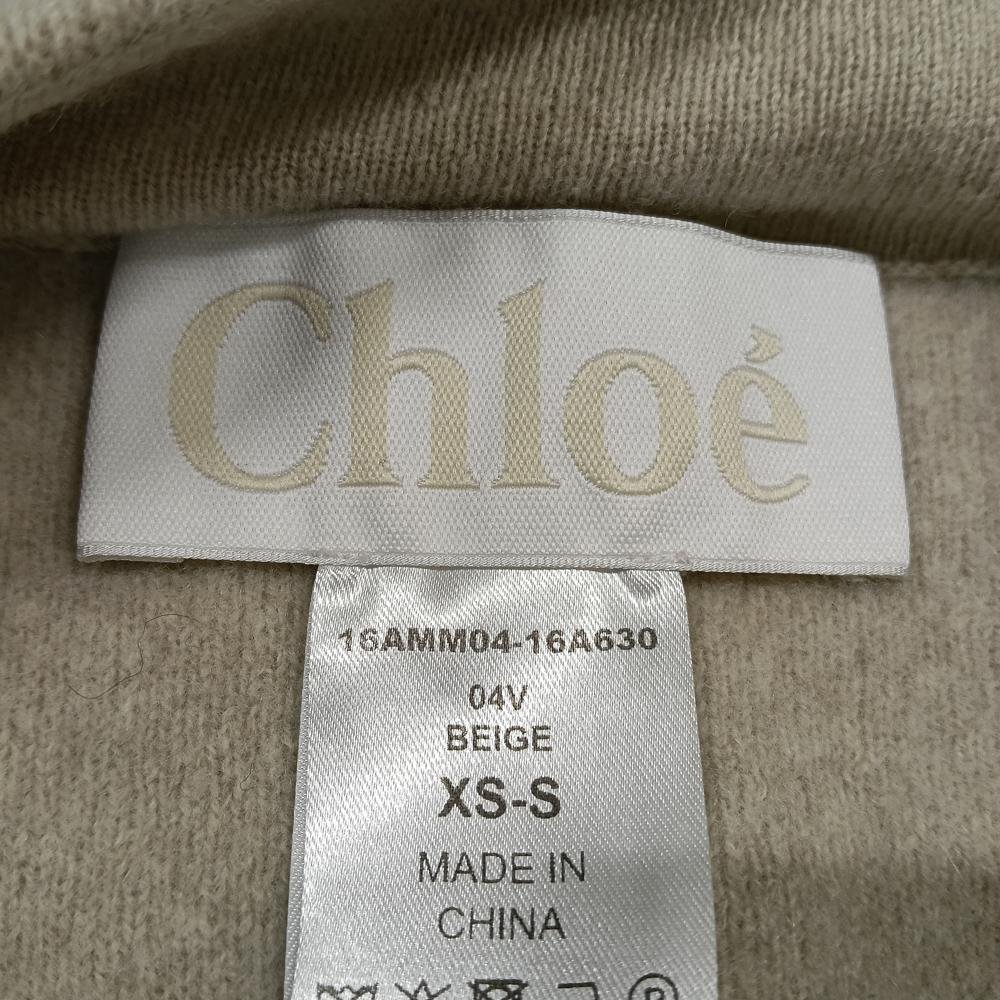 Chloé
16AMM04-16A630
04V
BEIGE
XS-S
MADE IN
CHINA
P